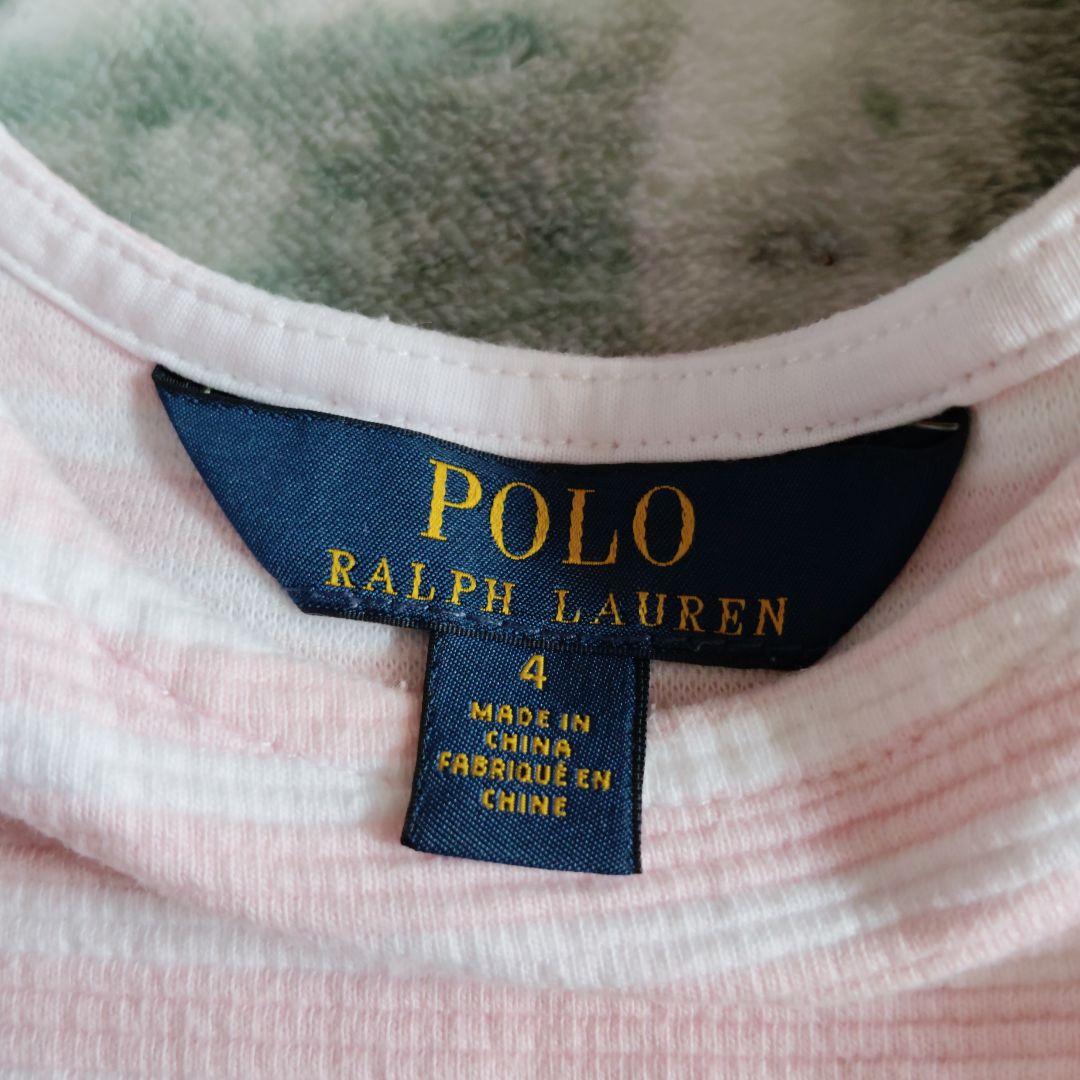 POLO
RALPH LAUREN
4
MADE IN
CHINA
FABRIQUÉ EN
CHINE